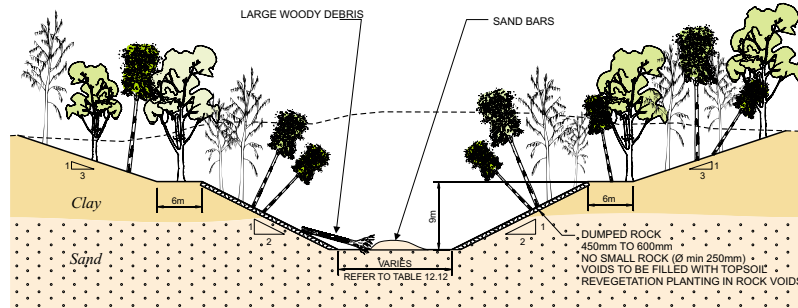 LARGE WOODY DEBRIS
SAND BARS
1
3
1
3
6m
6m
9m
Clay
1
2
1
2
Sand
VARIES
REFER TO TABLE 12.12
DUMPED ROCK
450mm TO 600mm
NO SMALL ROCK (Ø min 250mm)
VOIDS TO BE FILLED WITH TOPSOIL
REVEGETATION PLANTING IN ROCK VOIDS